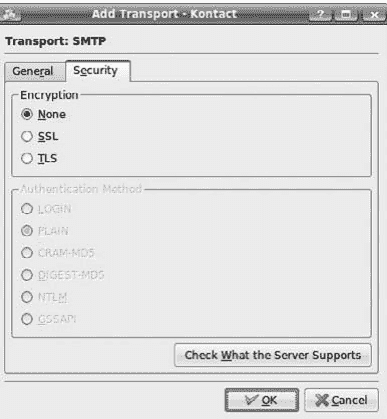 Add Transport - Kontact
Transport: SMTP
General Security
Encryption
None
SSL
TLS
Authentication Method
LOGIN
PLAIN
CRAM-MD5
DIGEST-MD5
NTLM
GSSAPI
Check What the Server Supports
OK Cancel